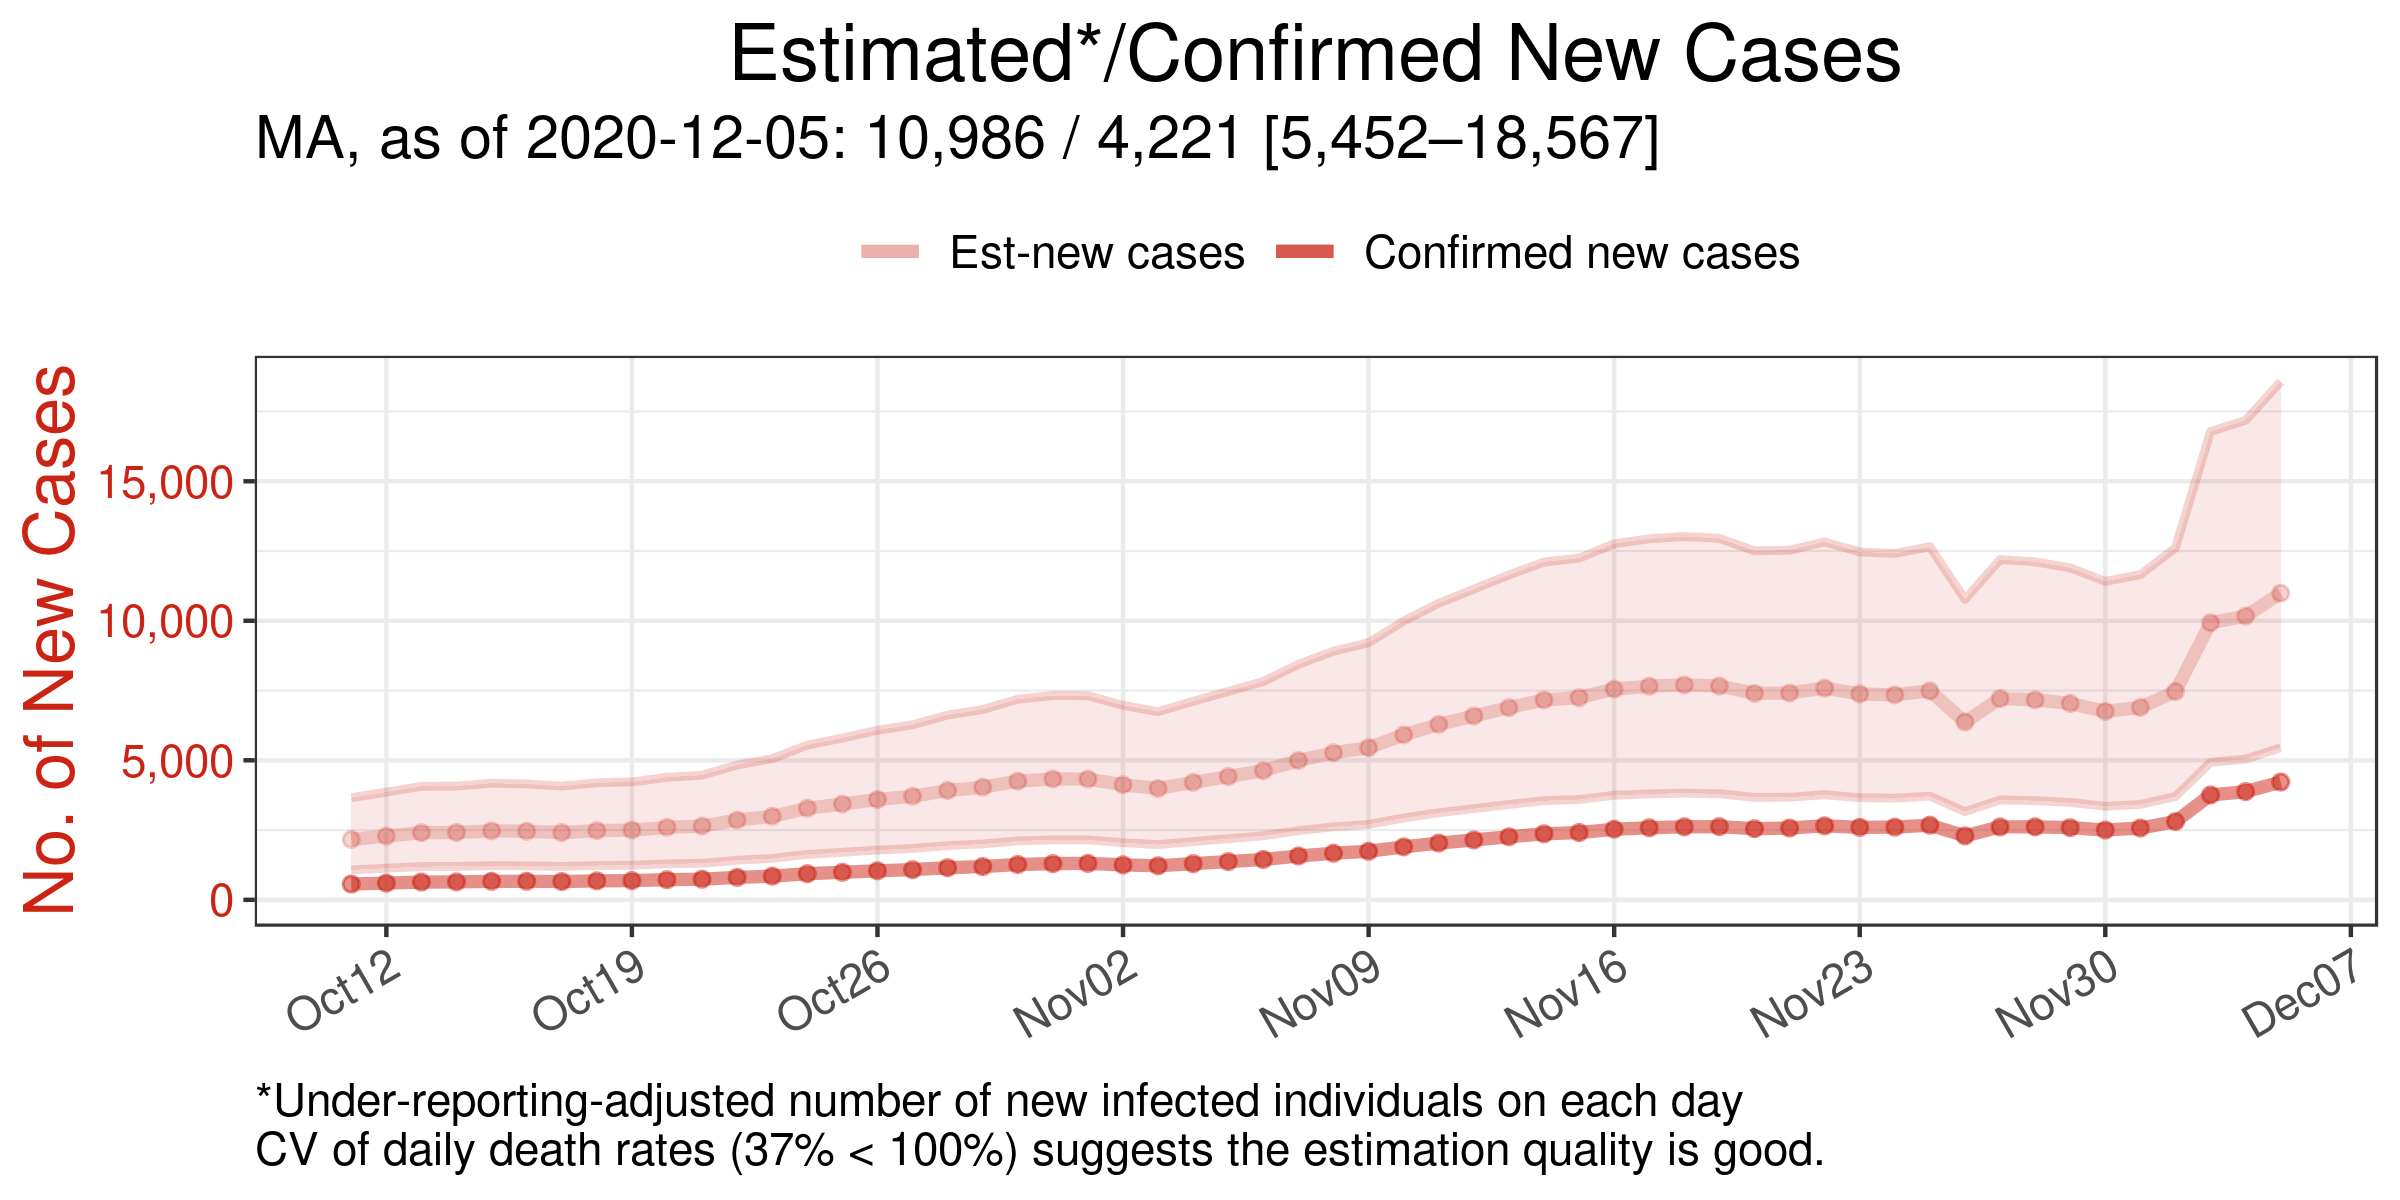 Estimated*/Confirmed New Cases
MA, as of 2020-12-05: 10,986 / 4,221 [5,452–18,567]
Est-new cases
Confirmed new cases
No. of New Cases
15,000
10,000
5,000
0
Oct12
Oct19
Oct26
Nov02
Nov09
Nov16
Nov23
Nov30
Dec07
*Under-reporting-adjusted number of new infected individuals on each day
CV of daily death rates (37% < 100%) suggests the estimation quality is good.